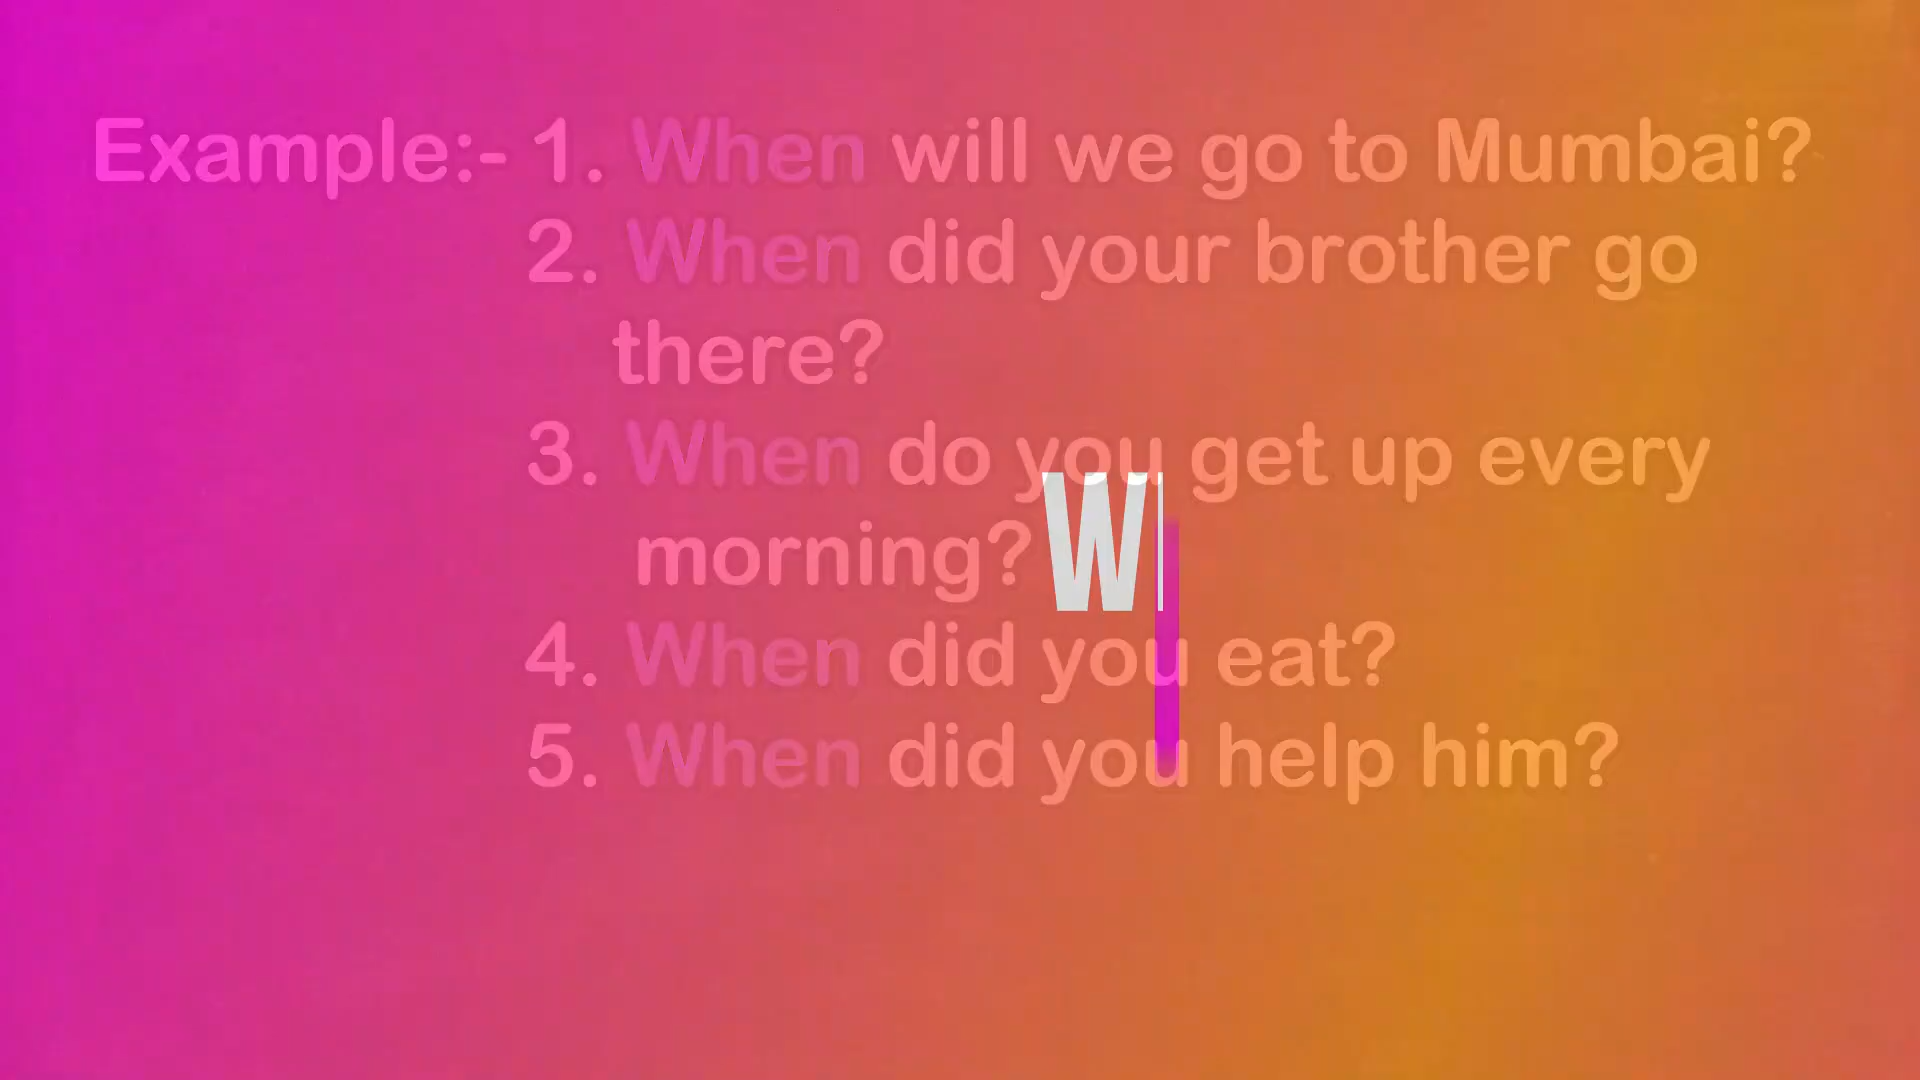 Example:- 1. When will we go to Mumbai?
2. When did your brother go
there?
3. When do you get up every
morning?
W
4. When did you eat?
5. When did you help him?